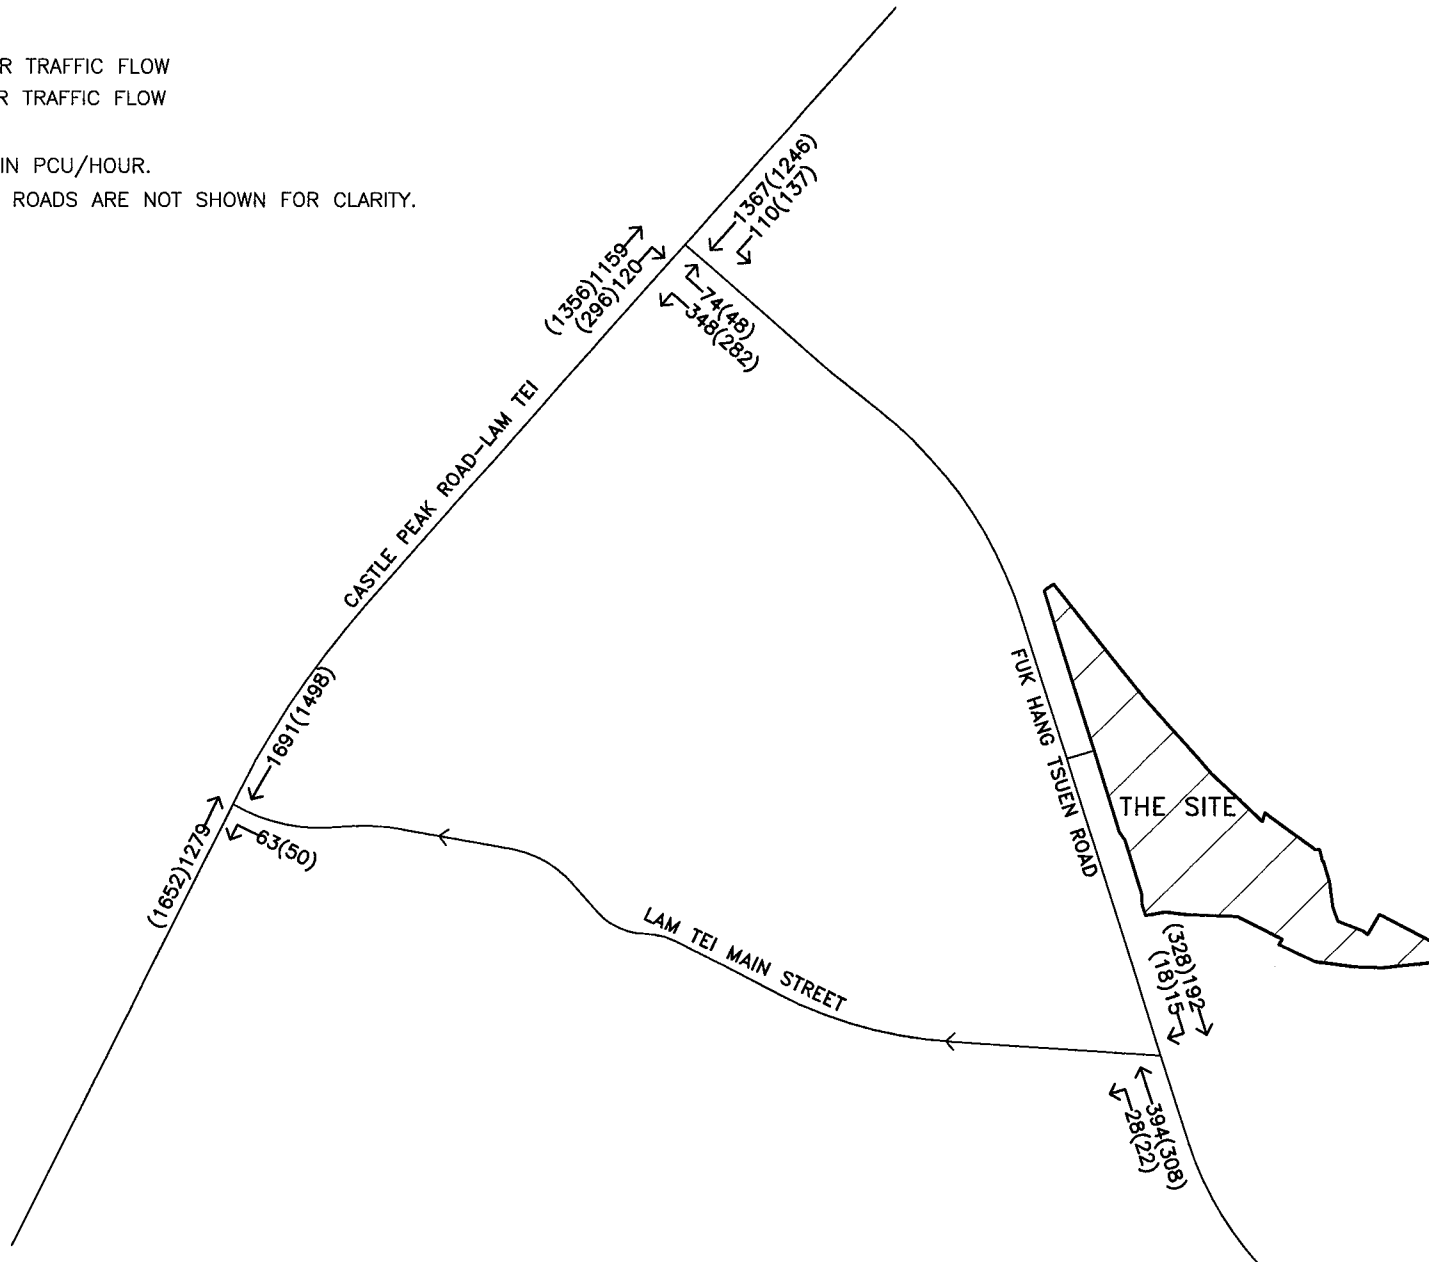 R TRAFFIC FLOW
R TRAFFIC FLOW
IN PCU/HOUR.
ROADS ARE NOT SHOWN FOR CLARITY.
1367(1246)
110(137)
(1356)1159
(296)120
74(48)
348(282)
CASTLE PEAK ROAD-LAM TEI
FUK HANG TSUEN ROAD
1691(1498)
THE SITE
(1652)1279
63(50)
LAM TEI MAIN STREET
(328)192
(18)15
394(308)
28(22)